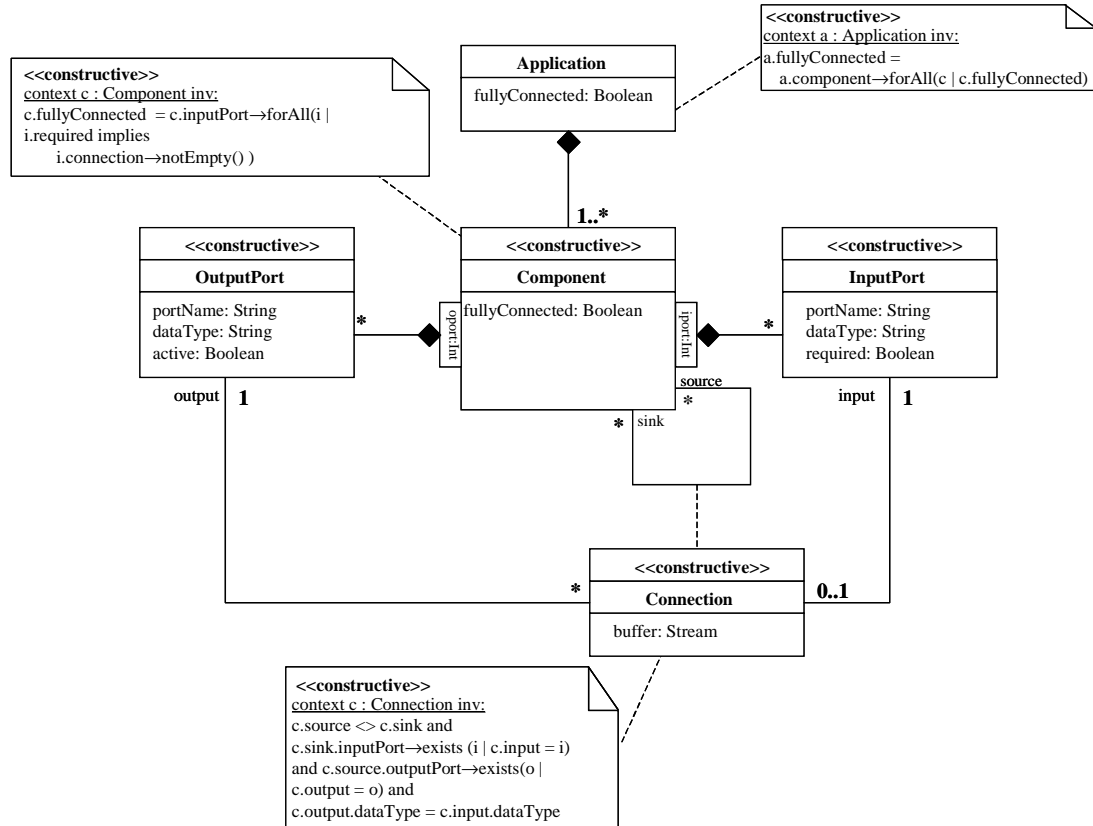 <<constructive>>
context a : Application inv:
a.fullyConnected =
a.component→forAll(c | c.fullyConnected)
Application
fullyConnected: Boolean
<<constructive>>
context c : Component inv:
c.fullyConnected = c.inputPort→forAll(i |
i.required implies
i.connection→notEmpty() )
1..*
<<constructive>>
OutputPort
portName: String
dataType: String
active: Boolean
*
oport:Int
<<constructive>>
Component
fullyConnected: Boolean
iport:Int
*
<<constructive>>
InputPort
portName: String
dataType: String
required: Boolean
source
*
* sink
output 1
input 1
*
0..1
<<constructive>>
Connection
buffer: Stream
<<constructive>>
context c : Connection inv:
c.source <> c.sink and
c.sink.inputPort→exists (i | c.input = i)
and c.source.outputPort→exists(o |
c.output = o) and
c.output.dataType = c.input.dataType